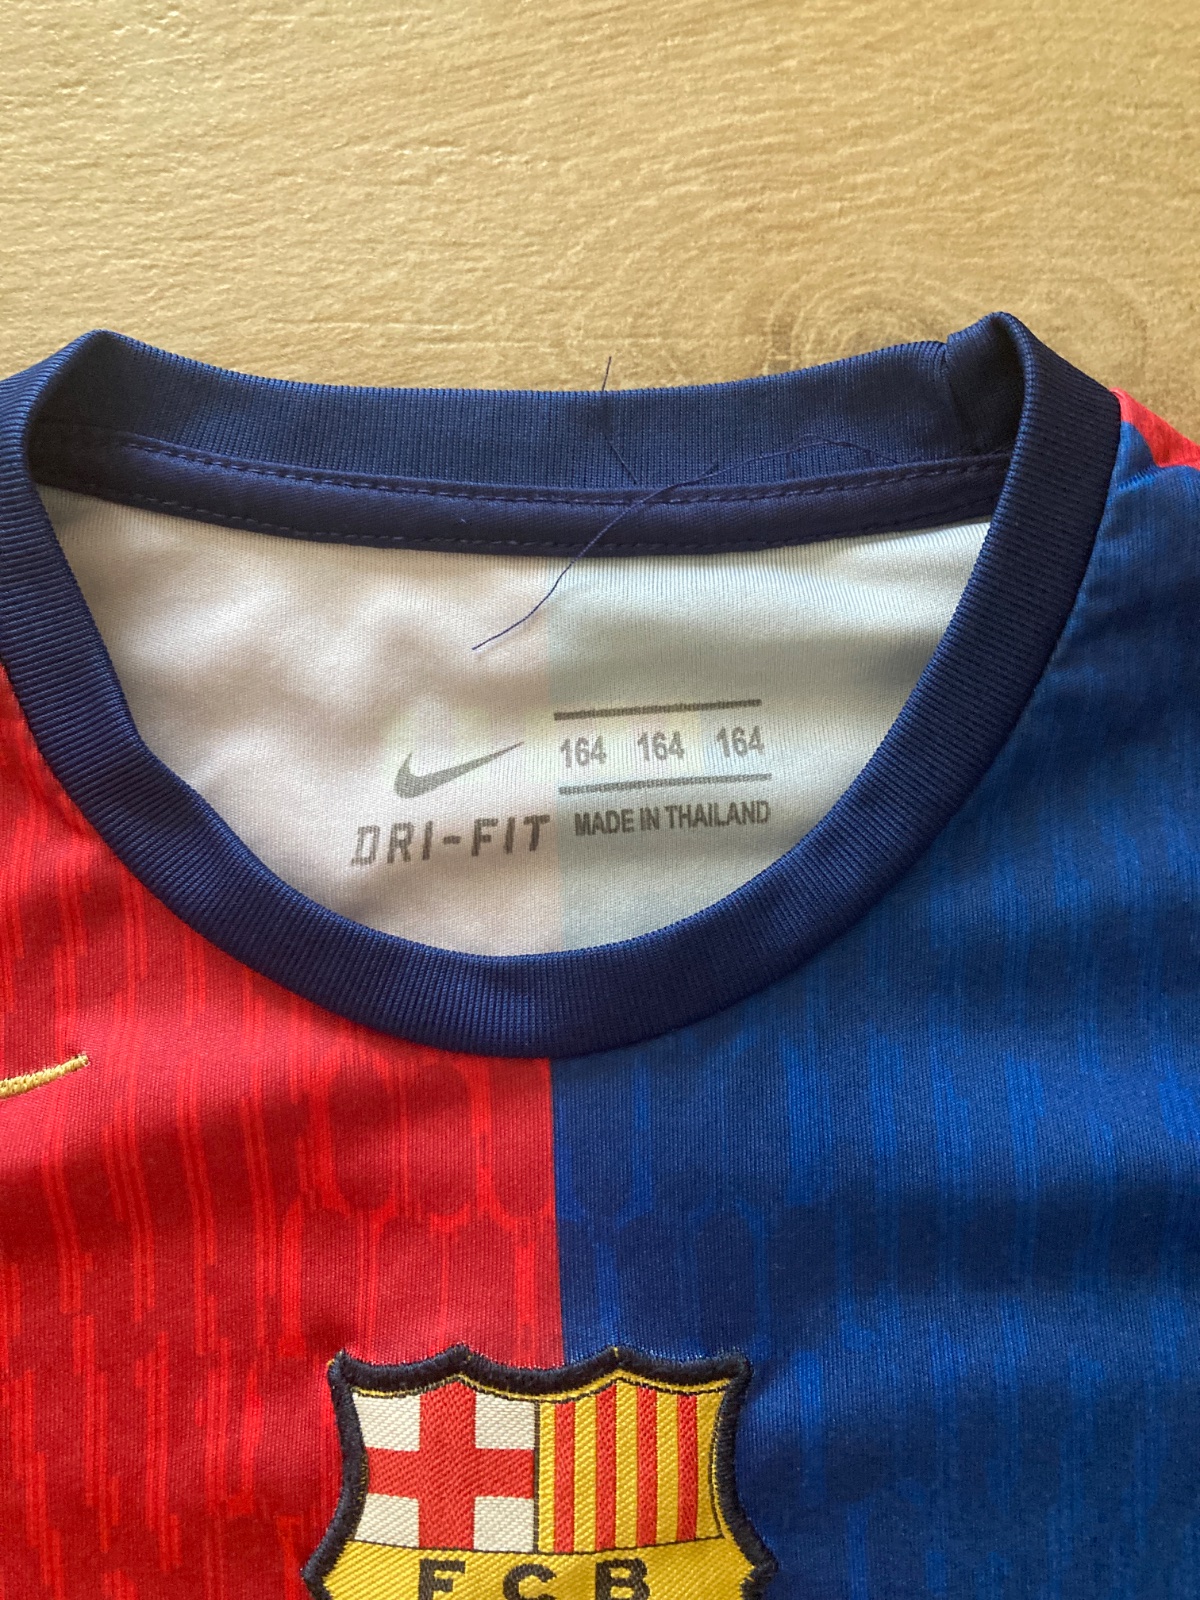 164 164 164
DRI-FIT
MADE IN THAILAND
FCB